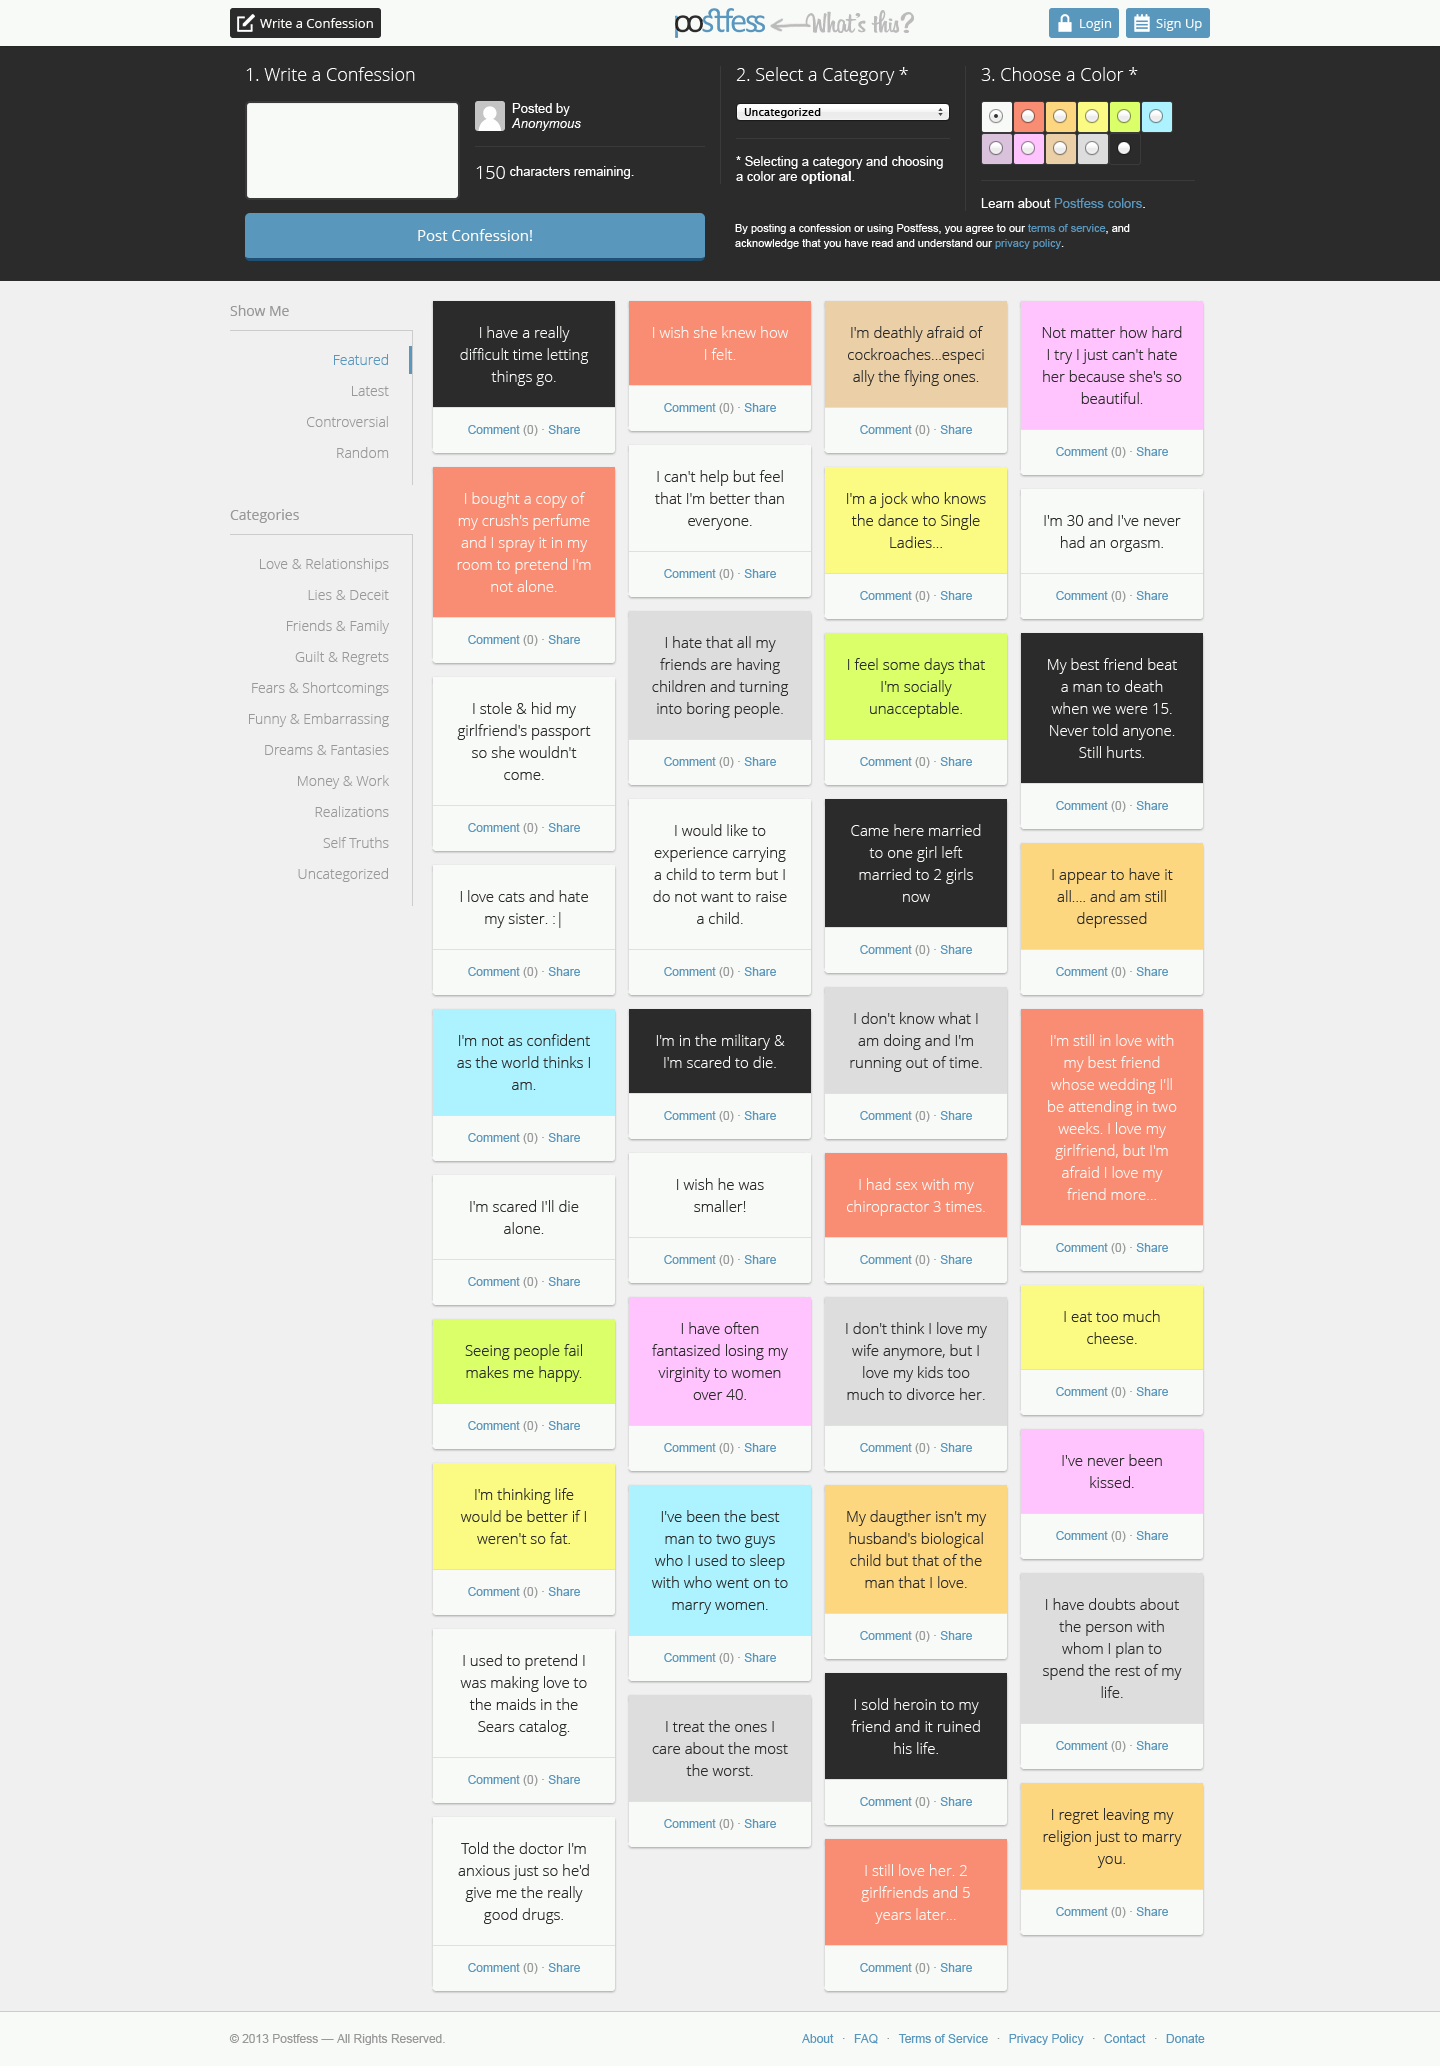 Write a Confession
postfess What's this?
Login
Sign Up
1. Write a Confession
Posted by
Anonymous
150 characters remaining.
Post Confession!
2. Select a Category *
Uncategorized
* Selecting a category and choosing
a color are optional.
3. Choose a Color *
Learn about Postfess colors.
By posting a confession or using Postfess, you agree to our terms of service, and
acknowledge that you have read and understand our privacy policy.
Show Me
Featured
Latest
Controversial
Random
Categories
Love & Relationships
Lies & Deceit
Friends & Family
Guilt & Regrets
Fears & Shortcomings
Funny & Embarrassing
Dreams & Fantasies
Money & Work
Realizations
Self Truths
Uncategorized
I have a really
difficult time letting
things go.
Comment (0) · Share
I bought a copy of
my crush's perfume
and I spray it in my
room to pretend I'm
not alone.
Comment (0) · Share
I stole & hid my
girlfriend's passport
so she wouldn't
come.
Comment (0) · Share
I love cats and hate
my sister. :|
Comment (0) · Share
I'm not as confident
as the world thinks I
am.
Comment (0) · Share
I'm scared I'll die
alone.
Comment (0) · Share
Seeing people fail
makes me happy.
Comment (0) · Share
I'm thinking life
would be better if I
weren't so fat.
Comment (0) · Share
I used to pretend I
was making love to
the maids in the
Sears catalog.
Comment (0) · Share
Told the doctor I'm
anxious just so he'd
give me the really
good drugs.
Comment (0) · Share
I wish she knew how
I felt.
Comment (0) · Share
I can't help but feel
that I'm better than
everyone.
Comment (0) · Share
I hate that all my
friends are having
children and turning
into boring people.
Comment (0) · Share
I would like to
experience carrying
a child to term but I
do not want to raise
a child.
Comment (0) · Share
I'm in the military &
I'm scared to die.
Comment (0) · Share
I wish he was
smaller!
Comment (0) · Share
I have often
fantasized losing my
virginity to women
over 40.
Comment (0) · Share
I've been the best
man to two guys
who I used to sleep
with who went on to
marry women.
Comment (0) · Share
I treat the ones I
care about the most
the worst.
Comment (0) · Share
I'm deathly afraid of
cockroaches...especi
ally the flying ones.
Comment (0) · Share
I'm a jock who knows
the dance to Single
Ladies...
Comment (0) · Share
I feel some days that
I'm socially
unacceptable.
Comment (0) · Share
Came here married
to one girl left
married to 2 girls
now
Comment (0) · Share
I don't know what I
am doing and I'm
running out of time.
Comment (0) · Share
I had sex with my
chiropractor 3 times.
Comment (0) · Share
I don't think I love my
wife anymore, but I
love my kids too
much to divorce her.
Comment (0) · Share
My daugther isn't my
husband's biological
child but that of the
man that I love.
Comment (0) · Share
I sold heroin to my
friend and it ruined
his life.
Comment (0) · Share
I still love her. 2
girlfriends and 5
years later...
Comment (0) · Share
Not matter how hard
I try I just can't hate
her because she's so
beautiful.
Comment (0) · Share
I'm 30 and I've never
had an orgasm.
Comment (0) · Share
My best friend beat
a man to death
when we were 15.
Never told anyone.
Still hurts.
Comment (0) · Share
I appear to have it
all.... and am still
depressed
Comment (0) · Share
I'm still in love with
my best friend
whose wedding I'll
be attending in two
weeks. I love my
girlfriend, but I'm
afraid I love my
friend more...
Comment (0) · Share
I eat too much
cheese.
Comment (0) · Share
I've never been
kissed.
Comment (0) · Share
I have doubts about
the person with
whom I plan to
spend the rest of my
life.
Comment (0) · Share
I regret leaving my
religion just to marry
you.
Comment (0) · Share
© 2013 Postfess — All Rights Reserved.
About · FAQ · Terms of Service · Privacy Policy · Contact · Donate